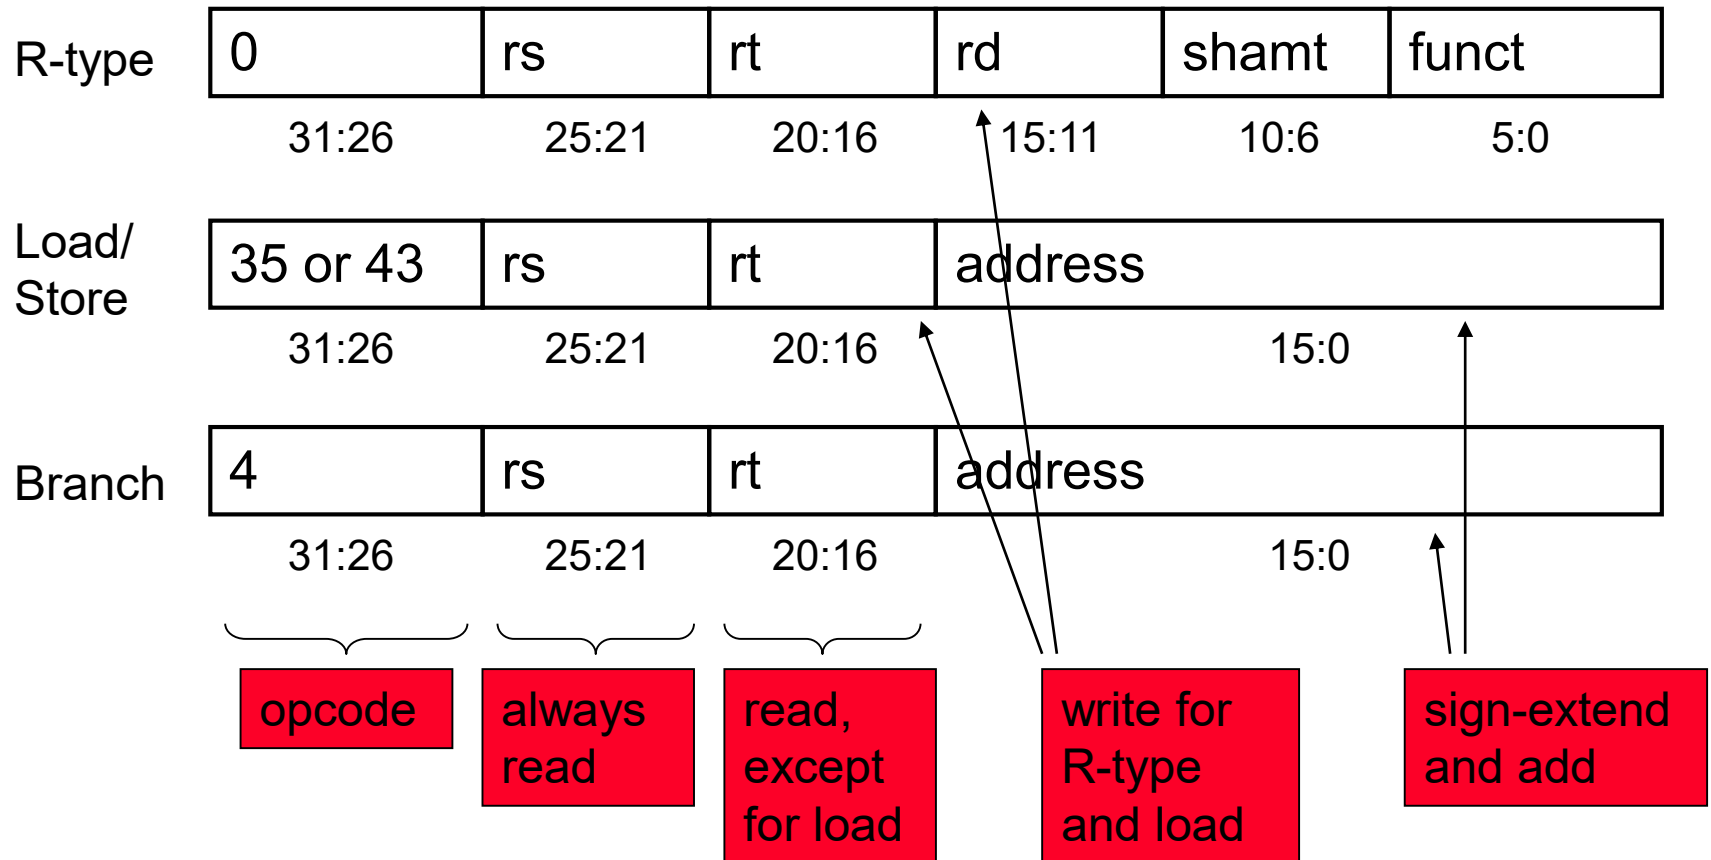 R-type 0 rs rt rd shamt funct
31:26 25:21 20:16 15:11 10:6 5:0
Load/
Store
35 or 43 rs rt address
31:26 25:21 20:16 15:0
Branch 4 rs rt address
31:26 25:21 20:16 15:0
opcode
always
read
read,
except
for load
write for
R-type
and load
sign-extend
and add